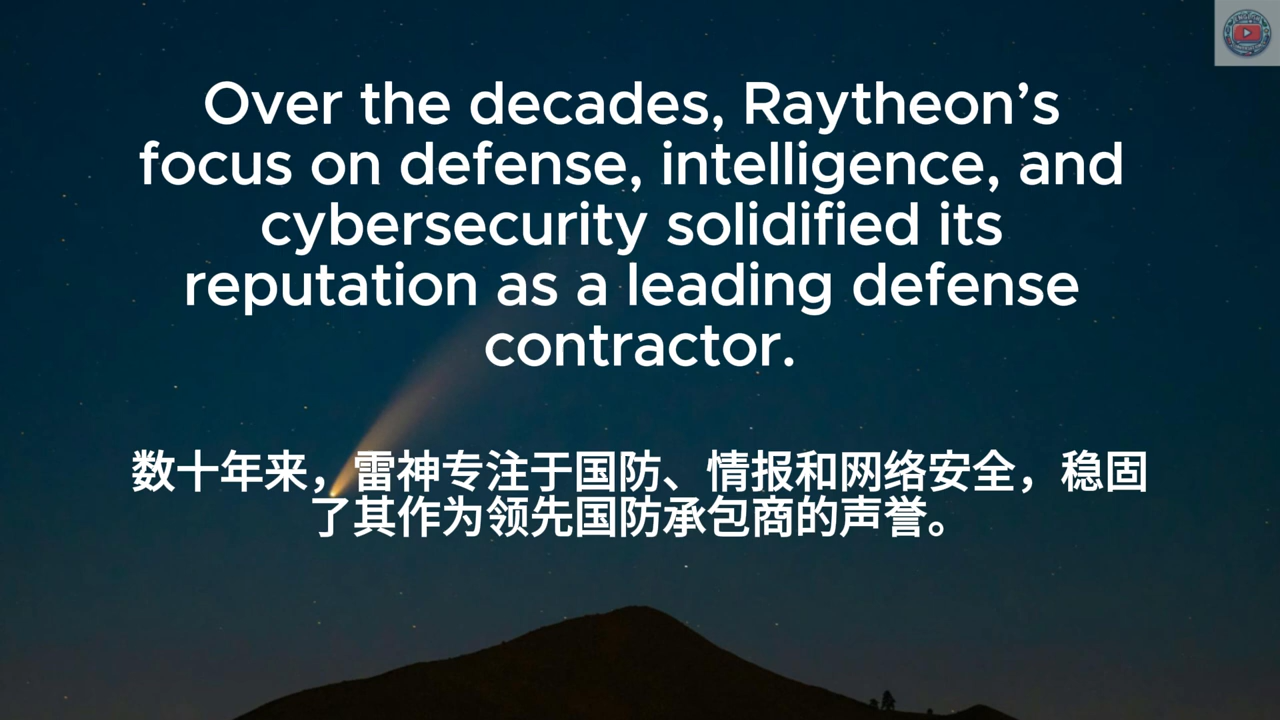 Over the decades, Raytheon’s
focus on defense, intelligence, and
cybersecurity solidified its
reputation as a leading defense
contractor.
数十年来，雷神专注于国防、情报和网络安全，稳固
了其作为领先国防承包商的声誉。